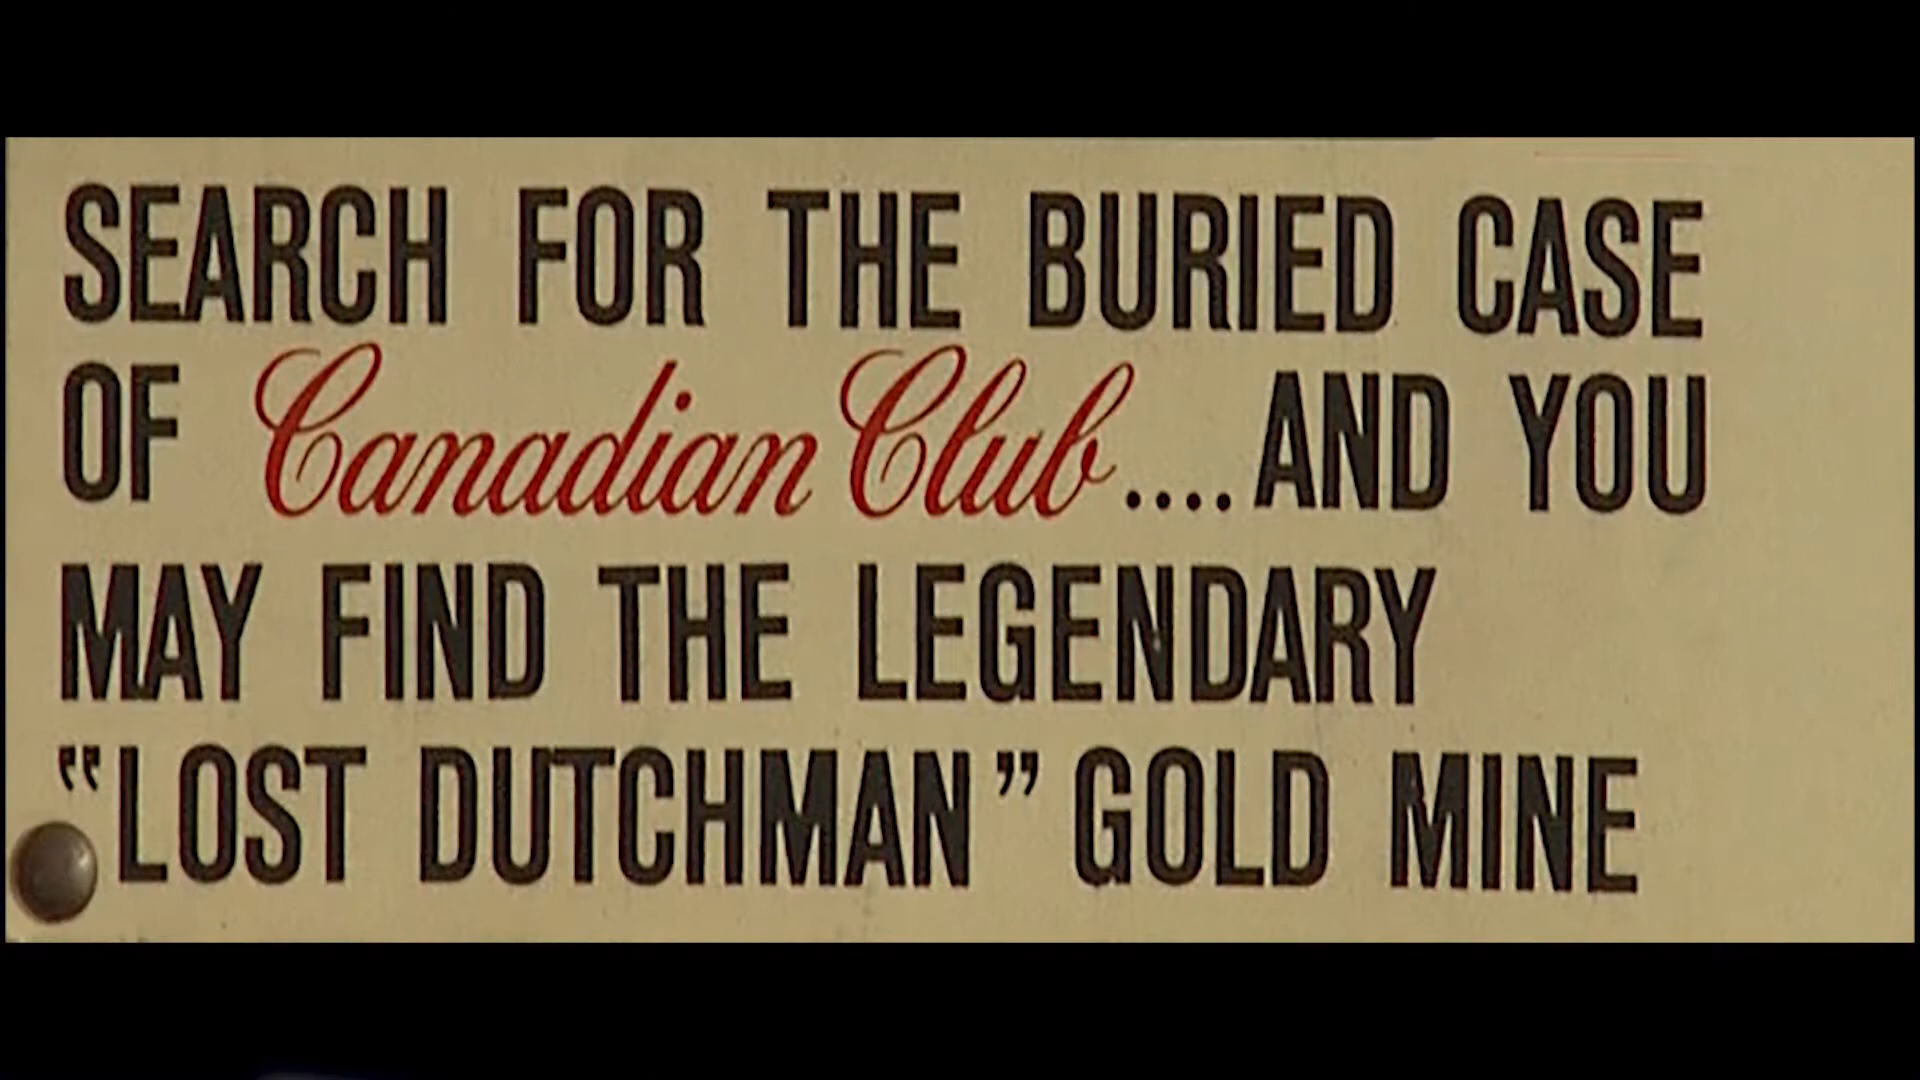 SEARCH FOR THE BURIED CASE
OF Canadian Club....AND YOU
MAY FIND THE LEGENDARY
"LOST DUTCHMAN" GOLD MINE